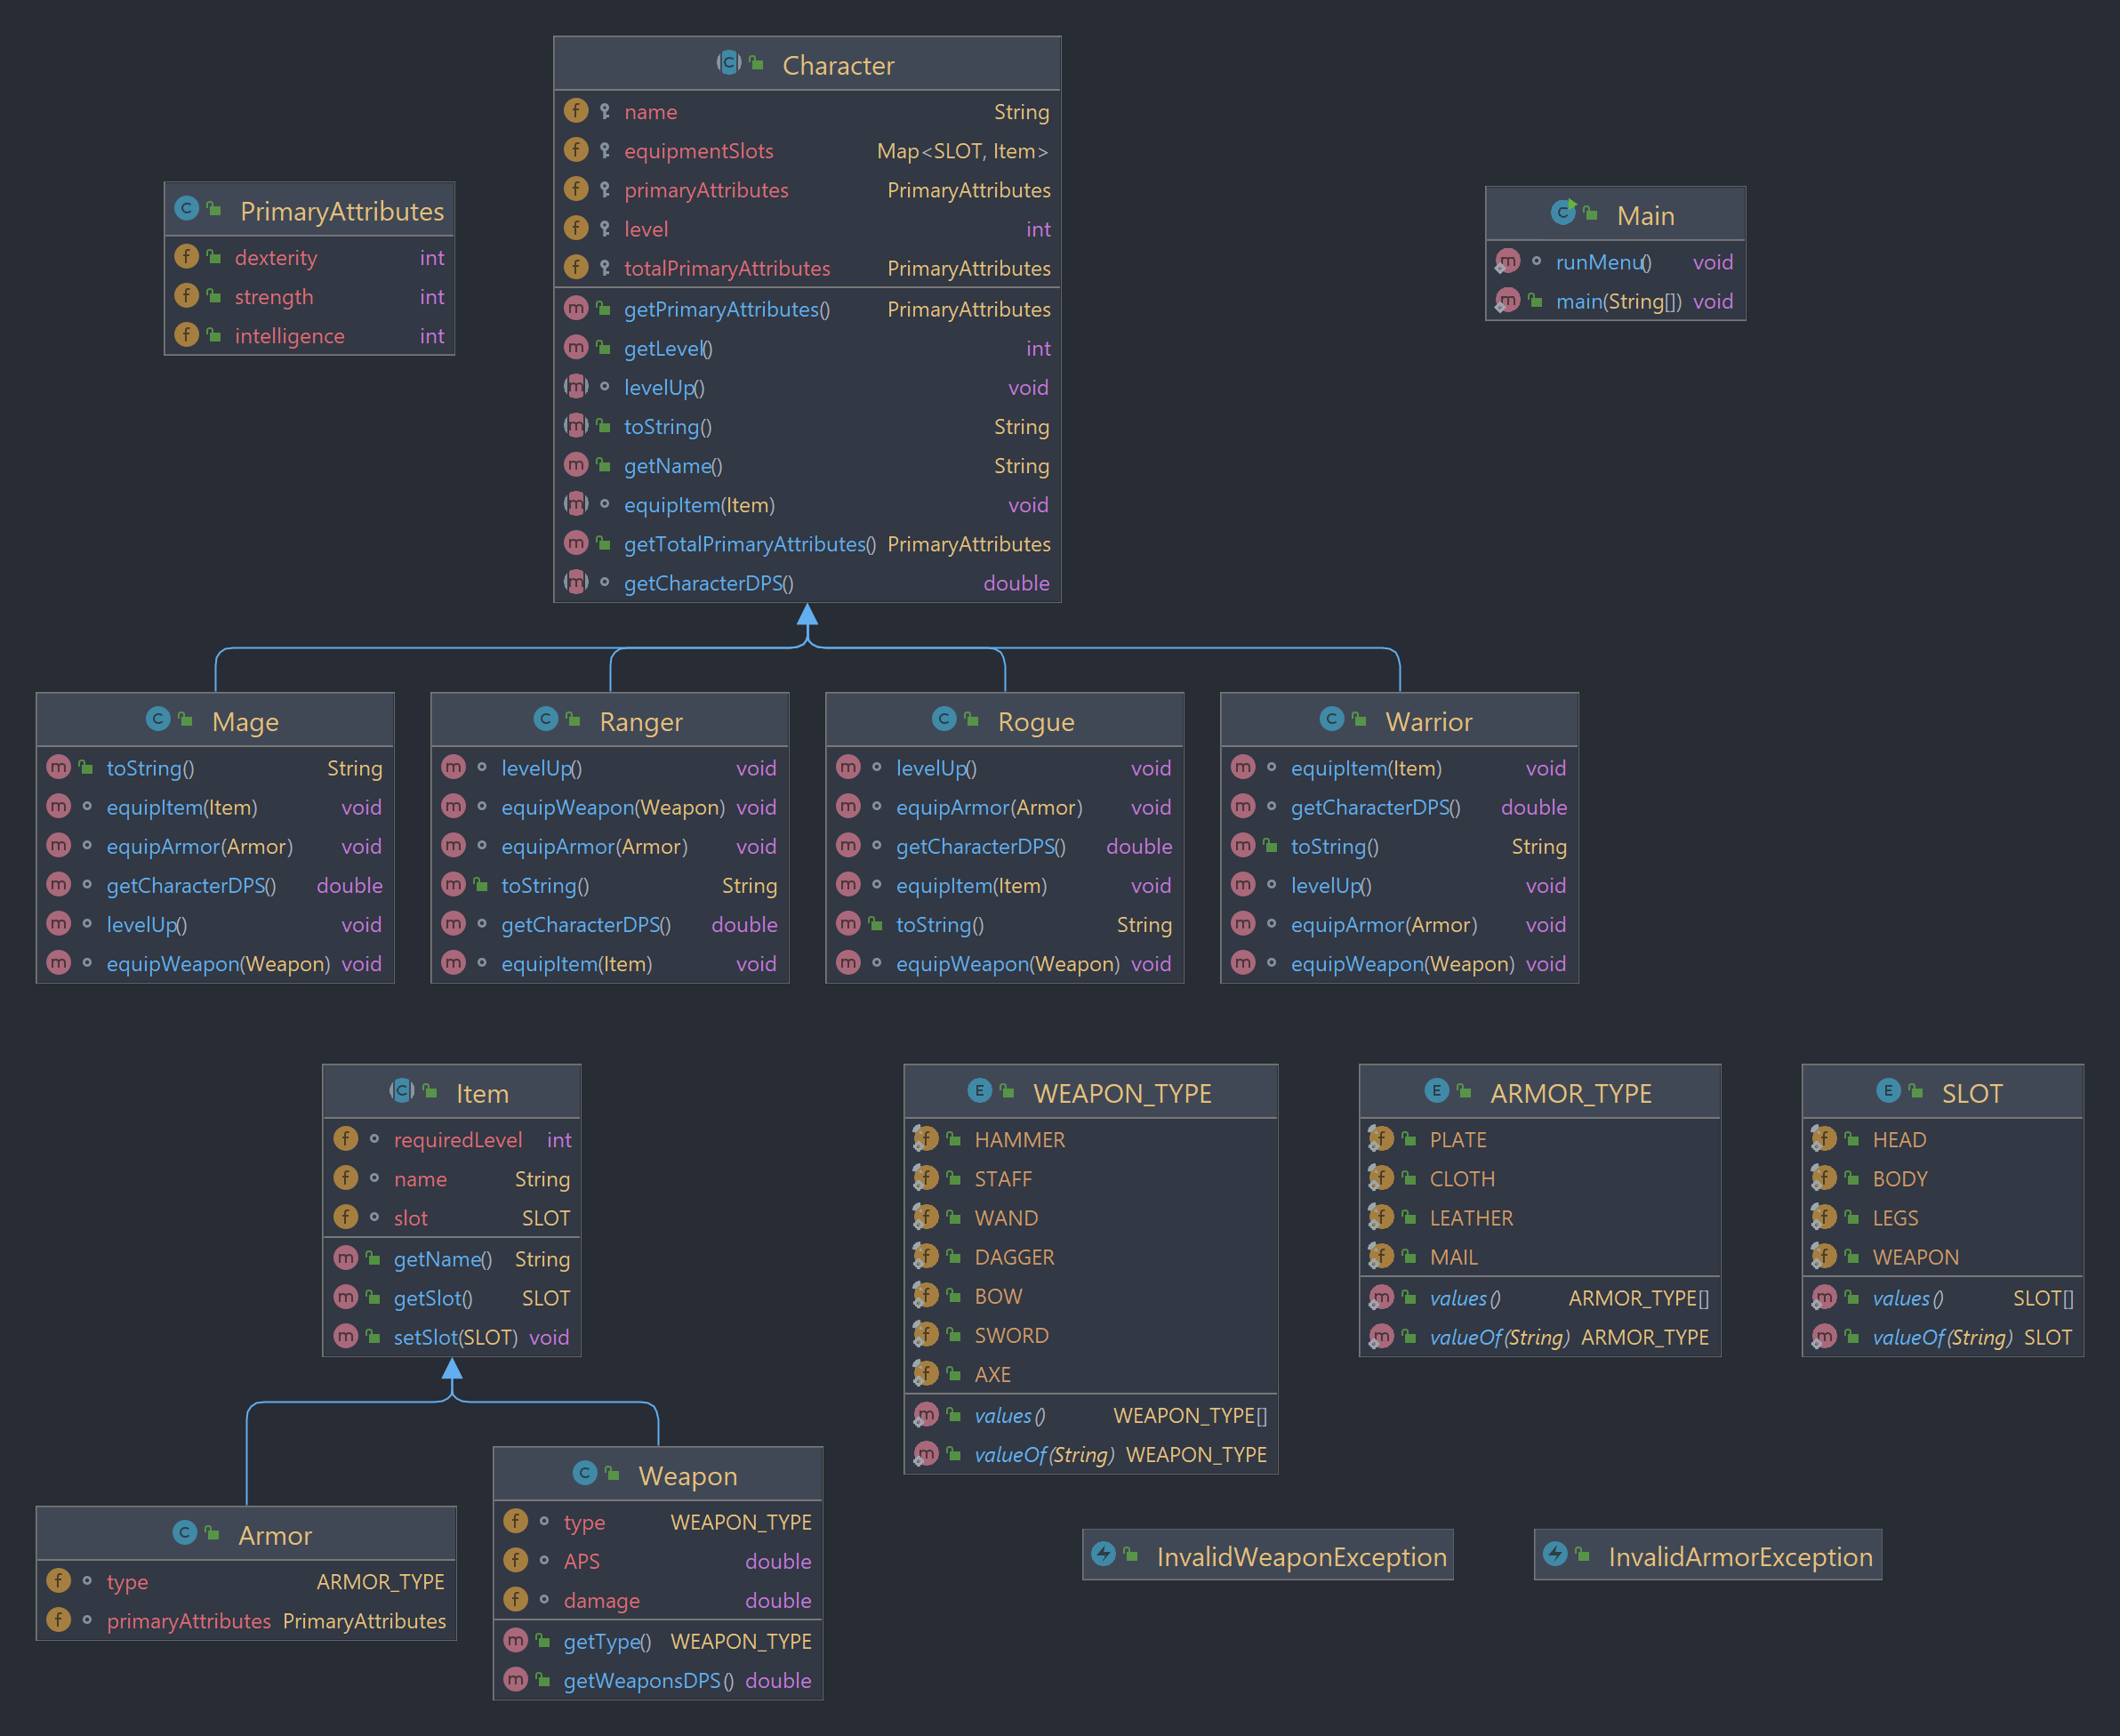 Character
name String
equipmentSlots Map<SLOT, Item>
primaryAttributes PrimaryAttributes
level int
totalPrimaryAttributes PrimaryAttributes
getPrimaryAttributes() PrimaryAttributes
getLevel() int
levelUp() void
toString() String
getName() String
equipItem(Item) void
getTotalPrimaryAttributes() PrimaryAttributes
getCharacterDPS() double
PrimaryAttributes
dexterity int
strength int
intelligence int
Main
runMenu() void
main(String[]) void
Mage
toString() String
equipItem(Item) void
equipArmor(Armor) void
getCharacterDPS() double
levelUp() void
equipWeapon(Weapon) void
Ranger
levelUp() void
equipWeapon(Weapon) void
equipArmor(Armor) void
toString() String
getCharacterDPS() double
equipItem(Item) void
Rogue
levelUp() void
equipArmor(Armor) void
getCharacterDPS() double
equipItem(Item) void
toString() String
equipWeapon(Weapon) void
Warrior
equipItem(Item) void
getCharacterDPS() double
toString() String
levelUp() void
equipArmor(Armor) void
equipWeapon(Weapon) void
Item
requiredLevel int
name String
slot SLOT
getName() String
getSlot() SLOT
setSlot(SLOT) void
WEAPON_TYPE
HAMMER
STAFF
WAND
DAGGER
BOW
SWORD
AXE
values() WEAPON_TYPE[]
valueOf(String) WEAPON_TYPE
ARMOR_TYPE
PLATE
CLOTH
LEATHER
MAIL
values() ARMOR_TYPE[]
valueOf(String) ARMOR_TYPE
SLOT
HEAD
BODY
LEGS
WEAPON
values() SLOT[]
valueOf(String) SLOT
Armor
type ARMOR_TYPE
primaryAttributes PrimaryAttributes
Weapon
type WEAPON_TYPE
APS double
damage double
getType() WEAPON_TYPE
getWeaponsDPS() double
InvalidWeaponException
InvalidArmorException